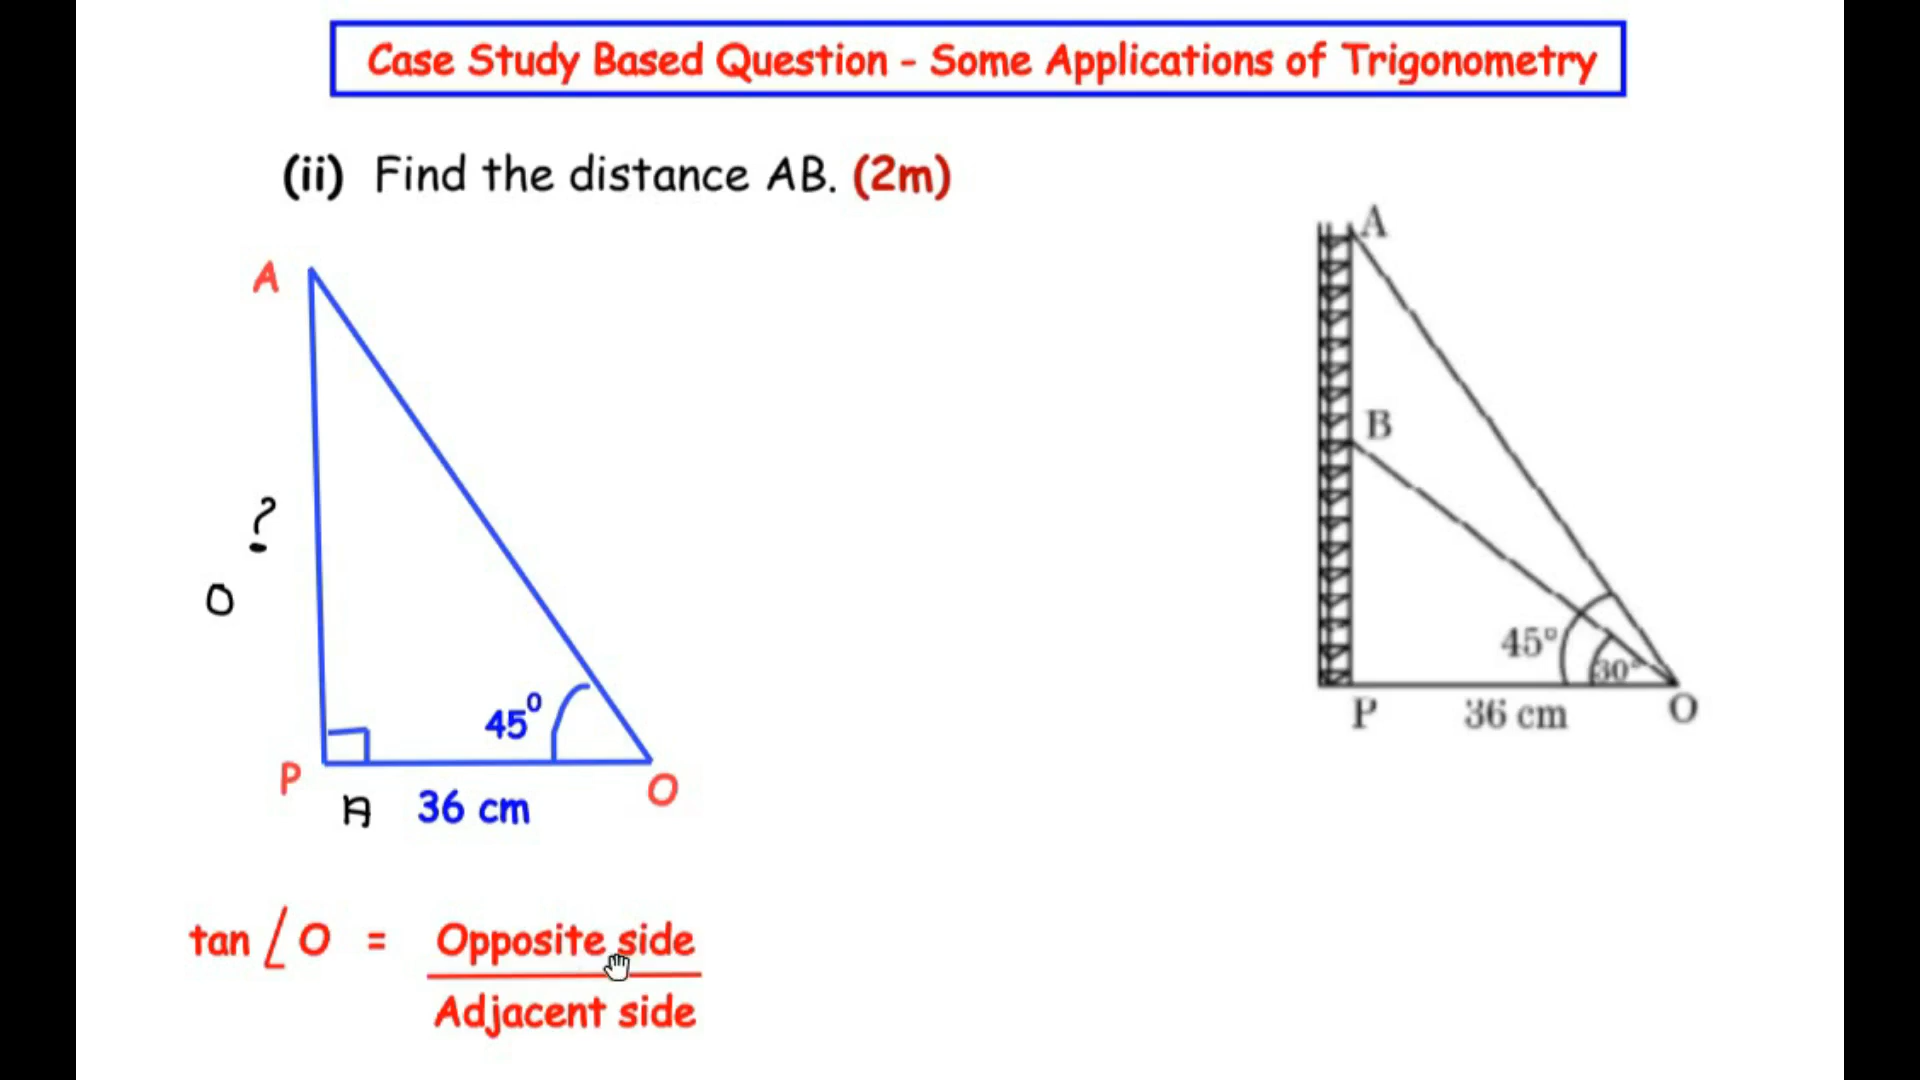 Case Study Based Question - Some Applications of Trigonometry
(ii) Find the distance AB. (2m)
A
?
O
45⁰
P
A 36 cm
O
A
B
45°
30°
P 36 cm O
tan ∠O = Opposite side
Adjacent side